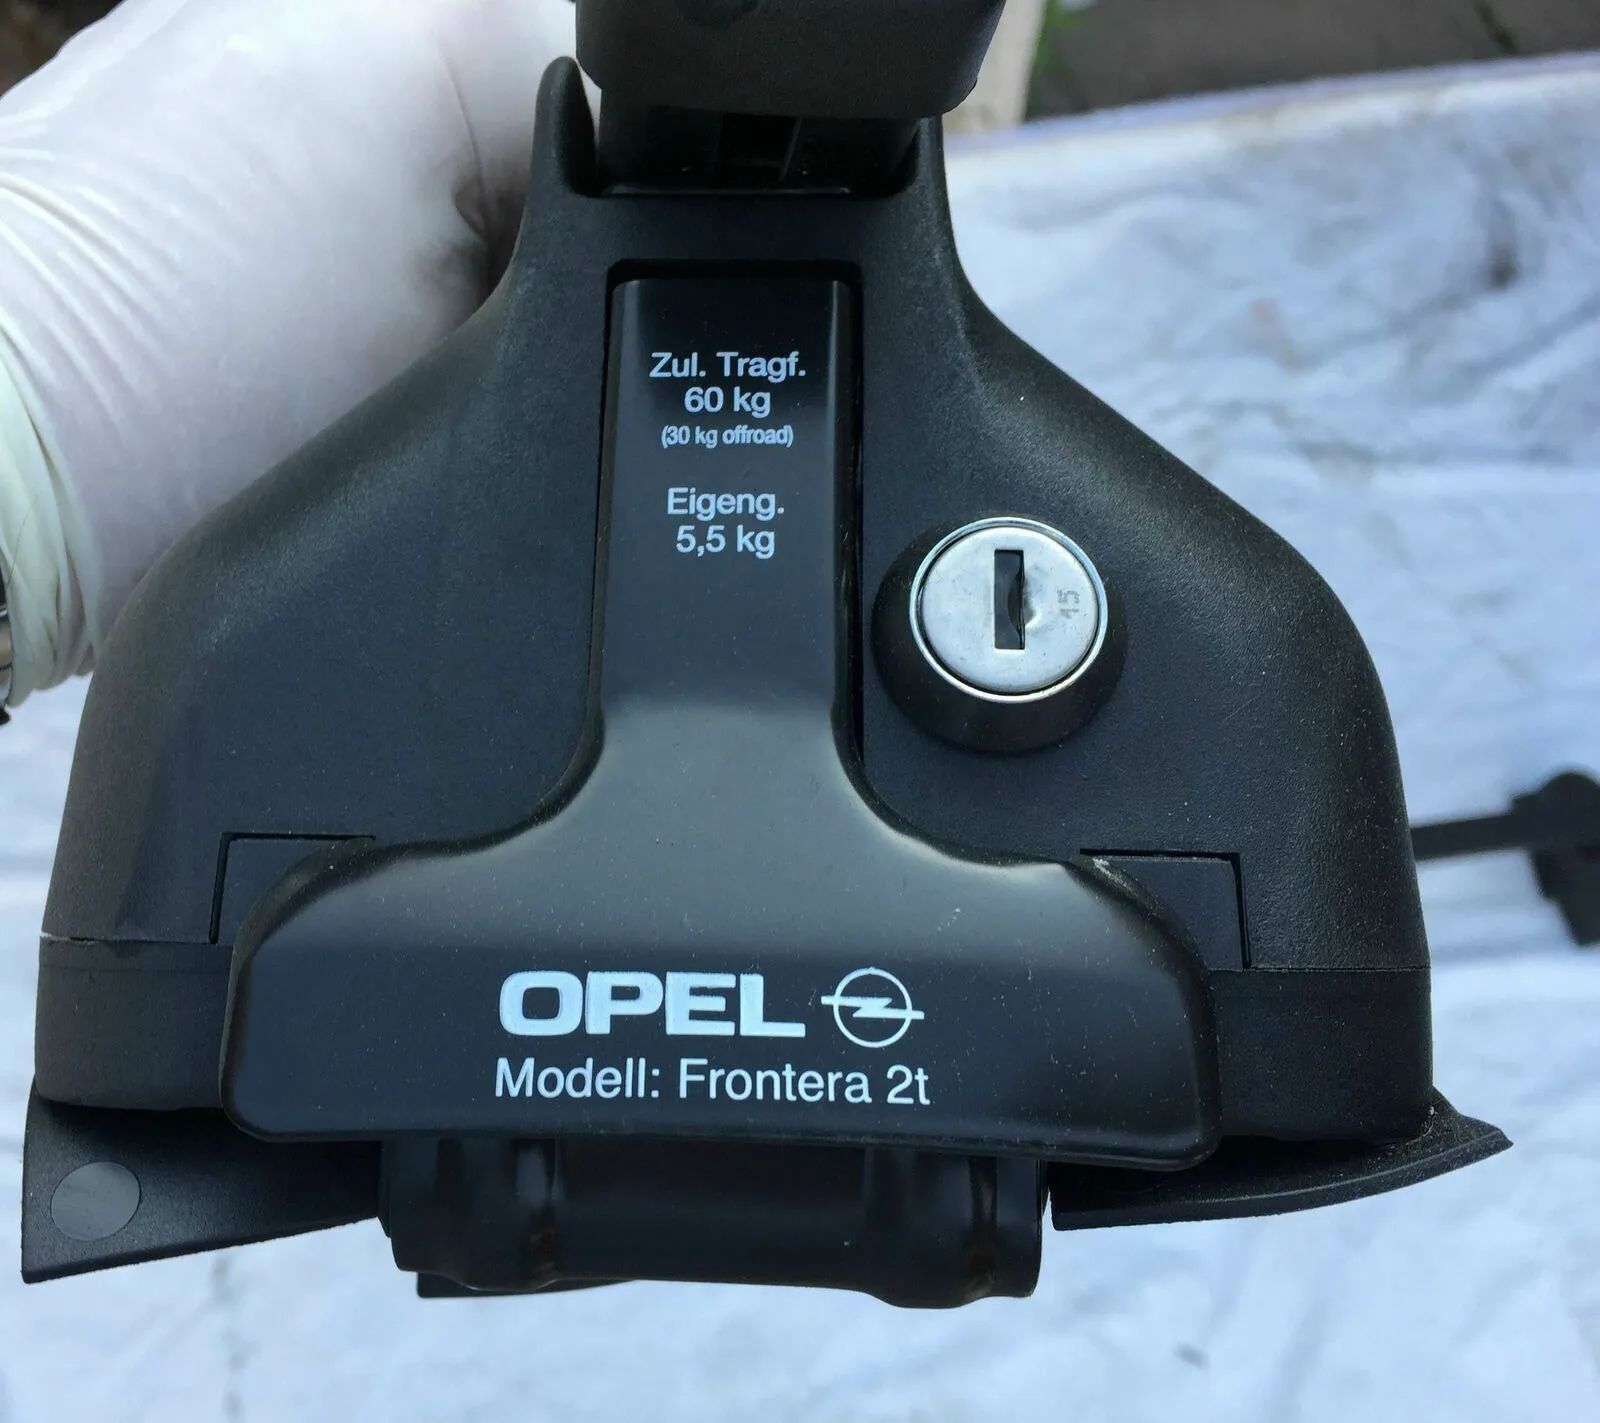 Zul. Tragf.
60 kg
(30 kg offroad)
Eigeng.
5,5 kg
15
OPEL
Modell: Frontera 2t